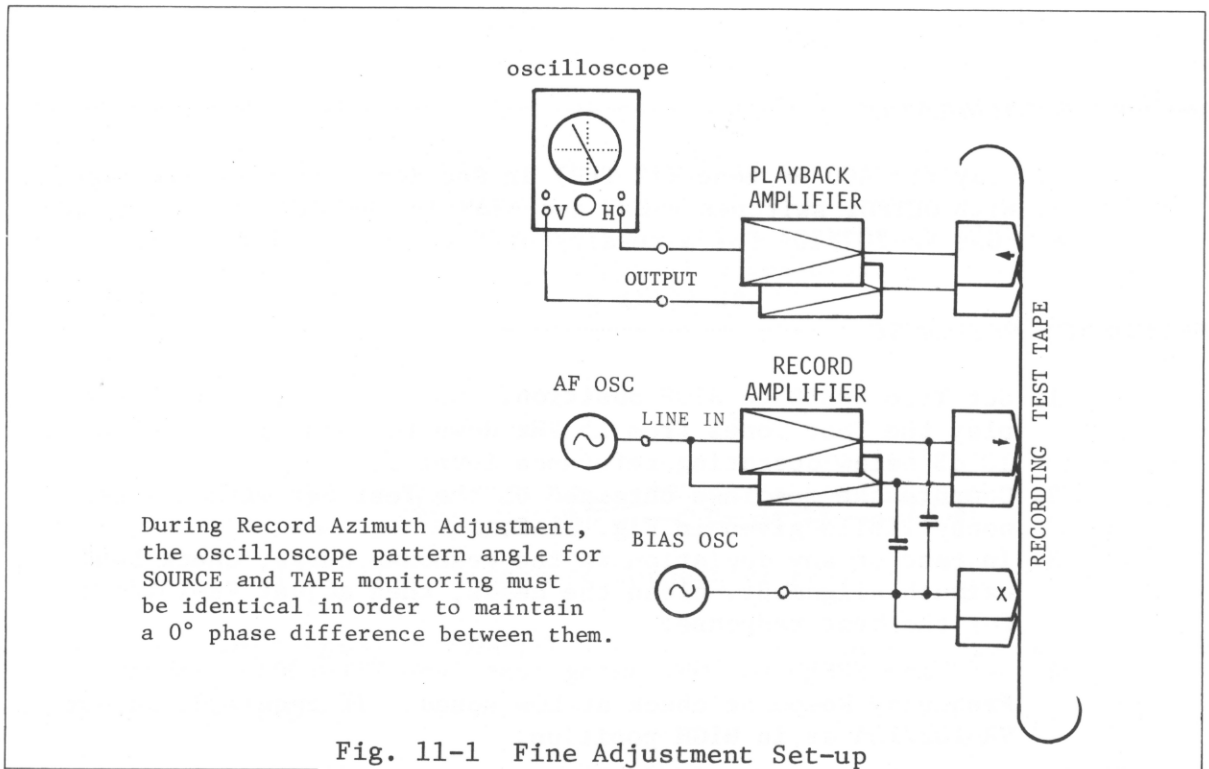 oscilloscope
V
H
PLAYBACK
AMPLIFIER
OUTPUT
RECORDING TEST TAPE
RECORD
AMPLIFIER
AF OSC
LINE IN
BIAS OSC
X
During Record Azimuth Adjustment,
the oscilloscope pattern angle for
SOURCE and TAPE monitoring must
be identical in order to maintain
a 0° phase difference between them.
Fig. 11-1 Fine Adjustment Set-up